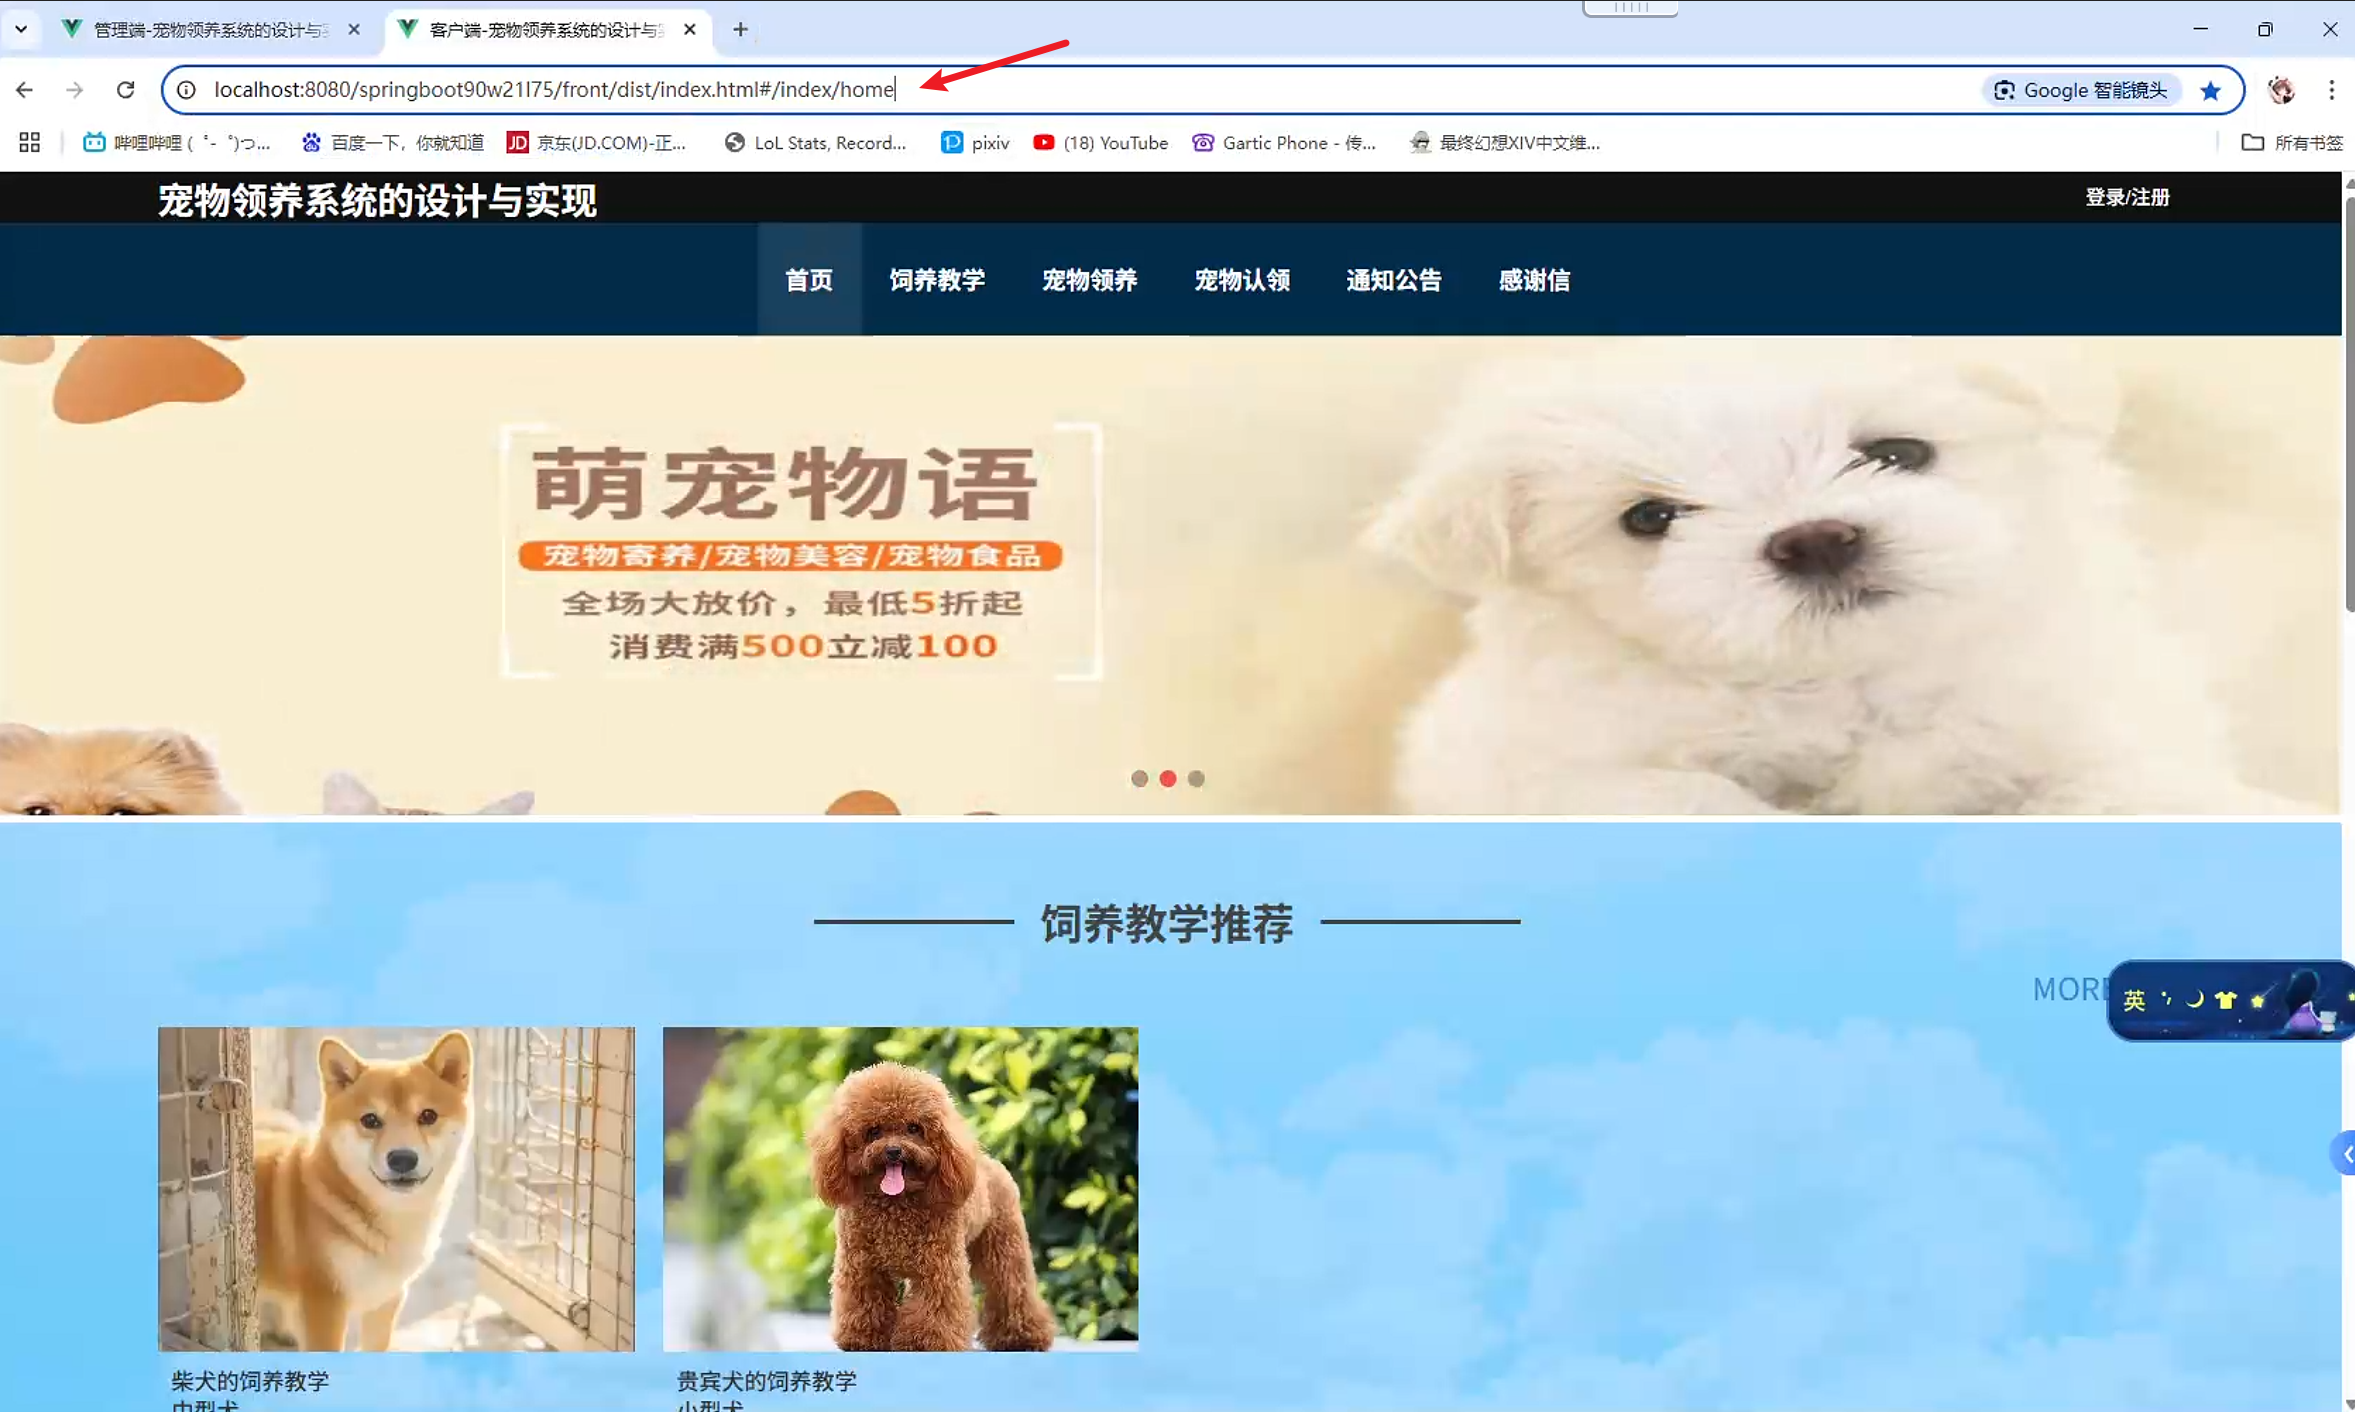 管理端-宠物领养系统的设计与
客户端-宠物领养系统的设计与
localhost:8080/springboot90w21l75/front/dist/index.html#/index/home
Google 智能镜头
哔哩哔哩 ( ゜- ゜)つ...
百度一下，你就知道
JD 京东(JD.COM)-正...
LoL Stats, Record...
pixiv
(18) YouTube
Gartic Phone - 传...
最终幻想XIV中文维...
所有书签
宠物领养系统的设计与实现
登录/注册
首页
饲养教学
宠物领养
宠物认领
通知公告
感谢信
萌宠物语
宠物寄养/宠物美容/宠物食品
全场大放价，最低5折起
消费满500立减100
饲养教学推荐
MORE
英
柴犬的饲养教学
中型犬
贵宾犬的饲养教学
小型犬